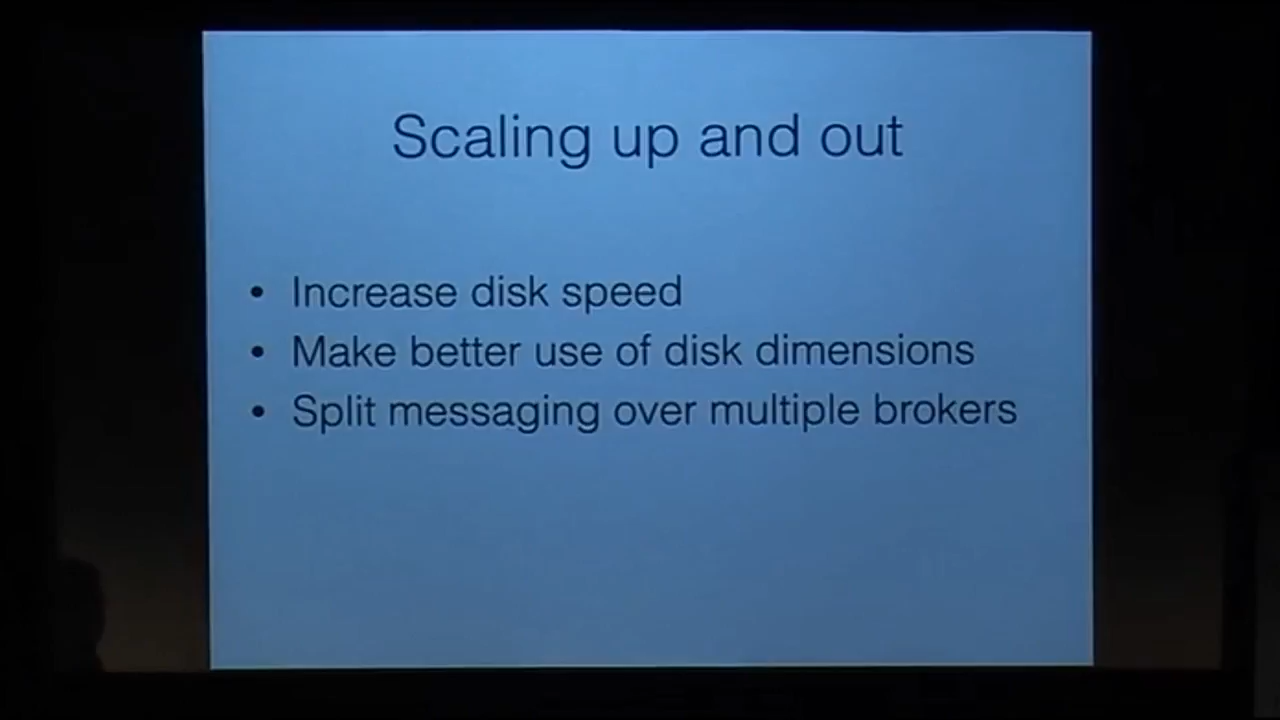 Scaling up and out
• Increase disk speed
• Make better use of disk dimensions
• Split messaging over multiple brokers